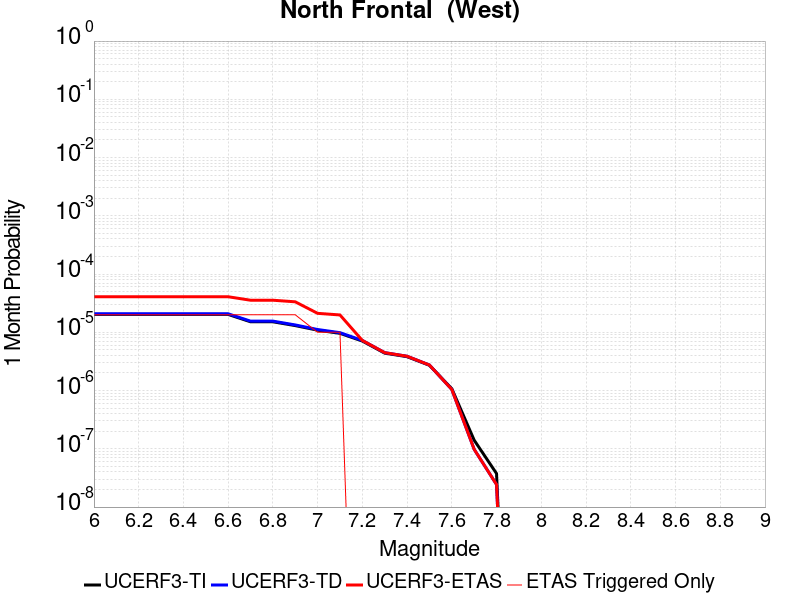 North Frontal (West)
1 Month Probability
10^0
10^-1
10^-2
10^-3
10^-4
10^-5
10^-6
10^-7
10^-8
6 6.2 6.4 6.6 6.8 7 7.2 7.4 7.6 7.8 8 8.2 8.4 8.6 8.8 9
Magnitude
UCERF3-TI UCERF3-TD UCERF3-ETAS ETAS Triggered Only